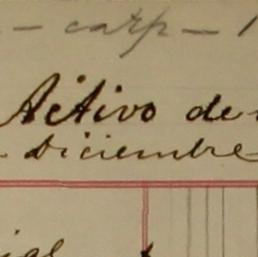 - carp - 1
Activo de
Diciembre